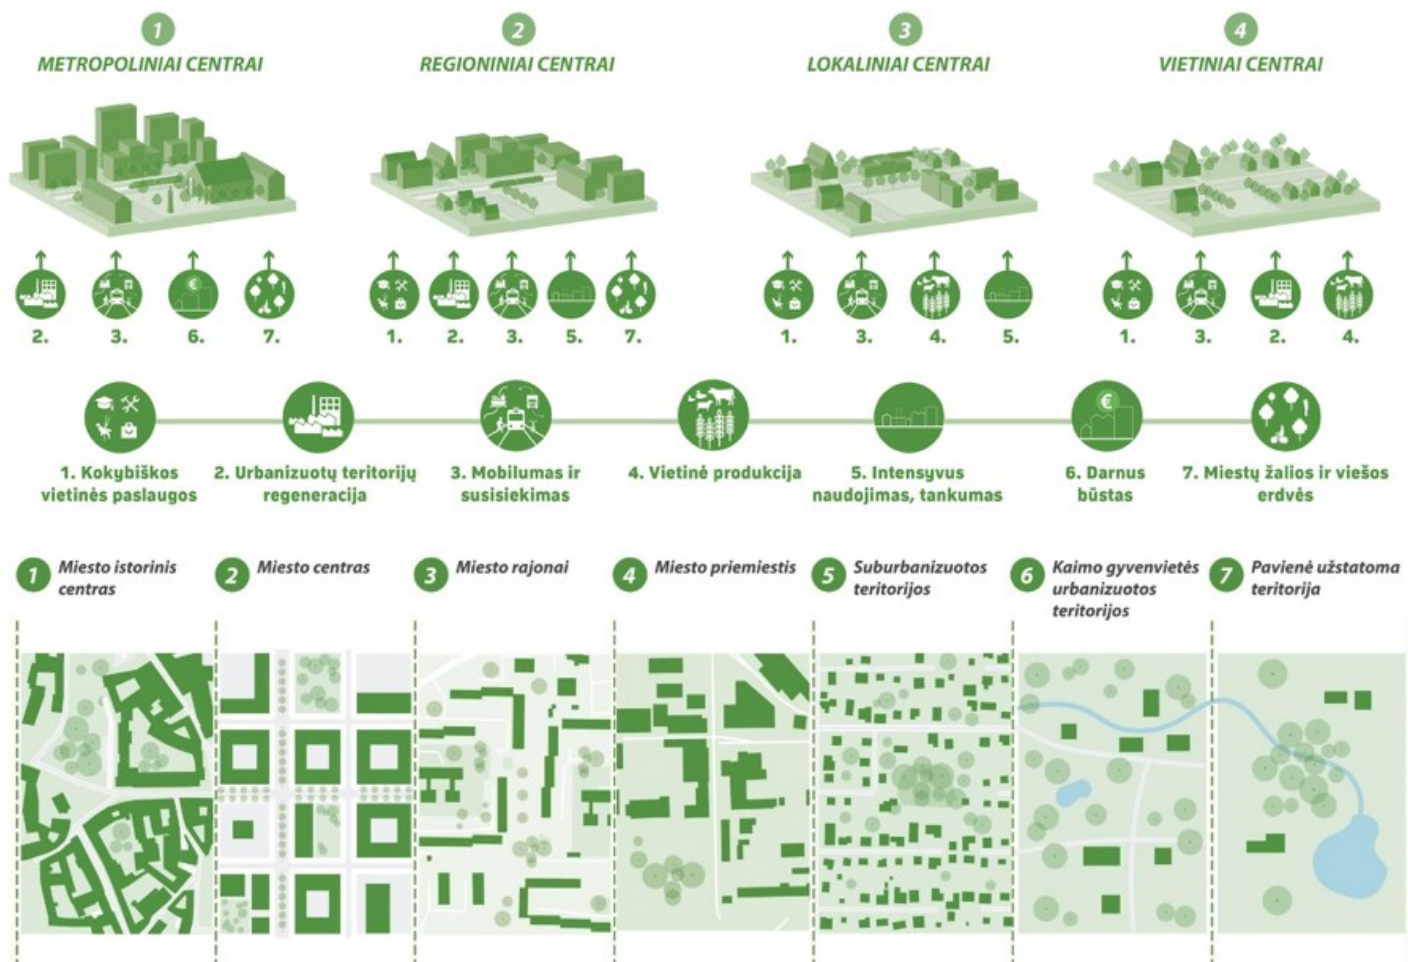 1
METROPOLINIAI CENTRAI
2
REGIONINIAI CENTRAI
3
LOKALINIAI CENTRAI
4
VIETINIAI CENTRAI
2. 3. 6. 7.
1. 2. 3. 5. 7.
1. 3. 4. 5.
1. 3. 2. 4.
1. Kokybiškos
vietinės paslaugos
2. Urbanizuotų teritorijų
regeneracija
3. Mobilumas ir
susisiekimas
4. Vietinė produkcija
5. Intensyvus
naudojimas, tankumas
6. Darnus
būstas
7. Miestų žalios ir viešos
erdvės
1 Miesto istorinis
centras
2 Miesto centras
3 Miesto rajonai
4 Miesto priemiestis
5 Suburbanizuotos
teritorijos
6 Kaimo gyvenvietės
urbanizuotos
teritorijos
7 Pavienė užstatoma
teritorija